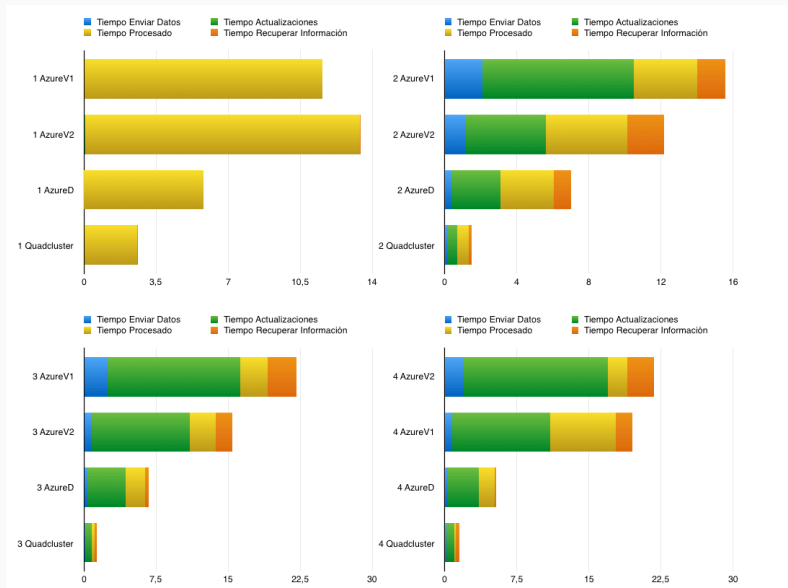 Tiempo Enviar Datos Tiempo Actualizaciones
Tiempo Procesado Tiempo Recuperar Información
1 AzureV1
1 AzureV2
1 AzureD
1 Quadcluster
0 3,5 7 10,5 14
Tiempo Enviar Datos Tiempo Actualizaciones
Tiempo Procesado Tiempo Recuperar Información
2 AzureV1
2 AzureV2
2 AzureD
2 Quadcluster
0 4 8 12 16
Tiempo Enviar Datos Tiempo Actualizaciones
Tiempo Procesado Tiempo Recuperar Información
3 AzureV1
3 AzureV2
3 AzureD
3 Quadcluster
0 7,5 15 22,5 30
Tiempo Enviar Datos Tiempo Actualizaciones
Tiempo Procesado Tiempo Recuperar Información
4 AzureV2
4 AzureV1
4 AzureD
4 Quadcluster
0 7,5 15 22,5 30